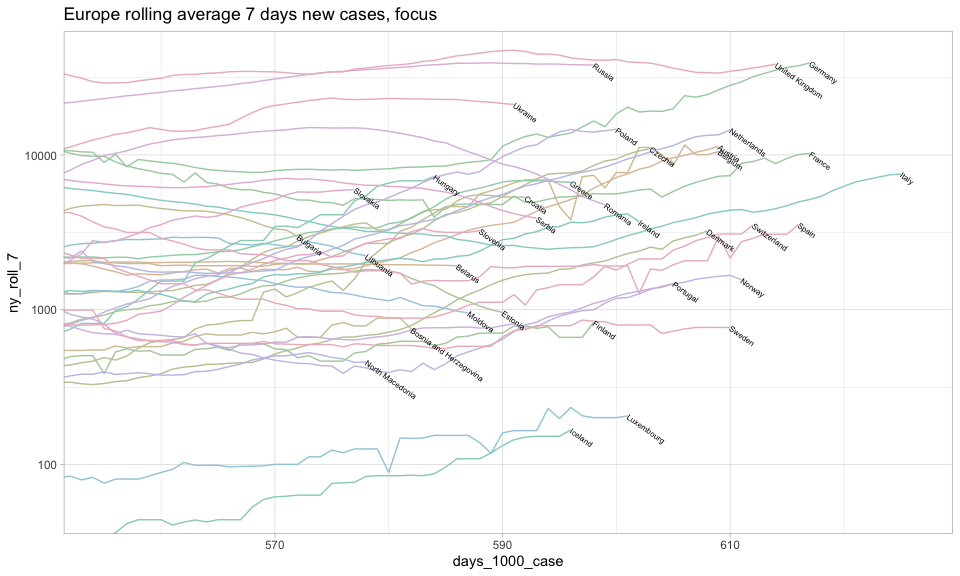 Europe rolling average 7 days new cases, focus
Russia
United Kingdom
Germany
Ukraine
Poland
Czechia
Netherlands
Austria
Belgium
France
Italy
Hungary
Slovakia
Greece
Croatia
Romania
Serbia
Ireland
Slovenia
Denmark
Switzerland
Spain
Bulgaria
Lithuania
Belarus
Portugal
Norway
Moldova
Estonia
Finland
Sweden
Bosnia and Herzegovina
North Macedonia
Luxembourg
Iceland
10000
1000
100
ny_roll_7
570
590
610
days_1000_case